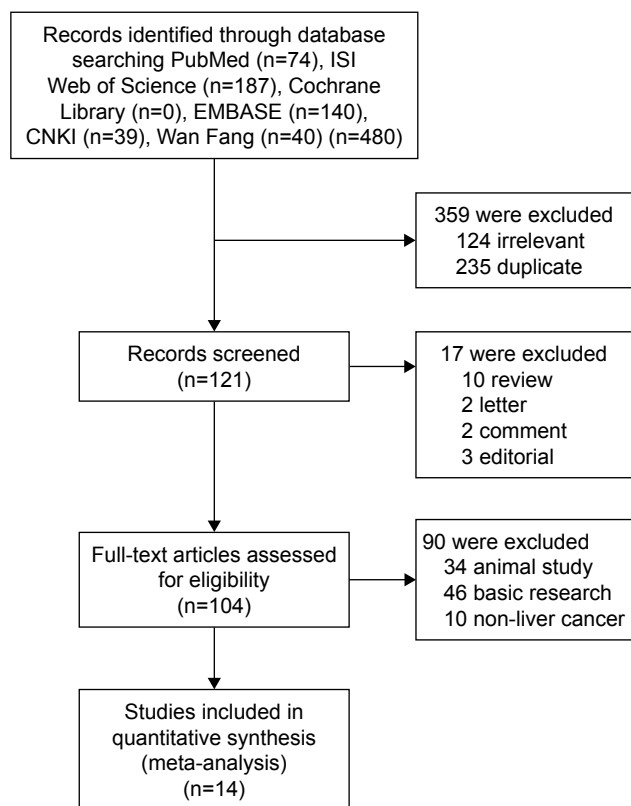 Records identified through database
searching PubMed (n=74), ISI
Web of Science (n=187), Cochrane
Library (n=0), EMBASE (n=140),
CNKI (n=39), Wan Fang (n=40) (n=480)
359 were excluded
124 irrelevant
235 duplicate
Records screened
(n=121)
17 were excluded
10 review
2 letter
2 comment
3 editorial
Full-text articles assessed
for eligibility
(n=104)
90 were excluded
34 animal study
46 basic research
10 non-liver cancer
Studies included in
quantitative synthesis
(meta-analysis)
(n=14)